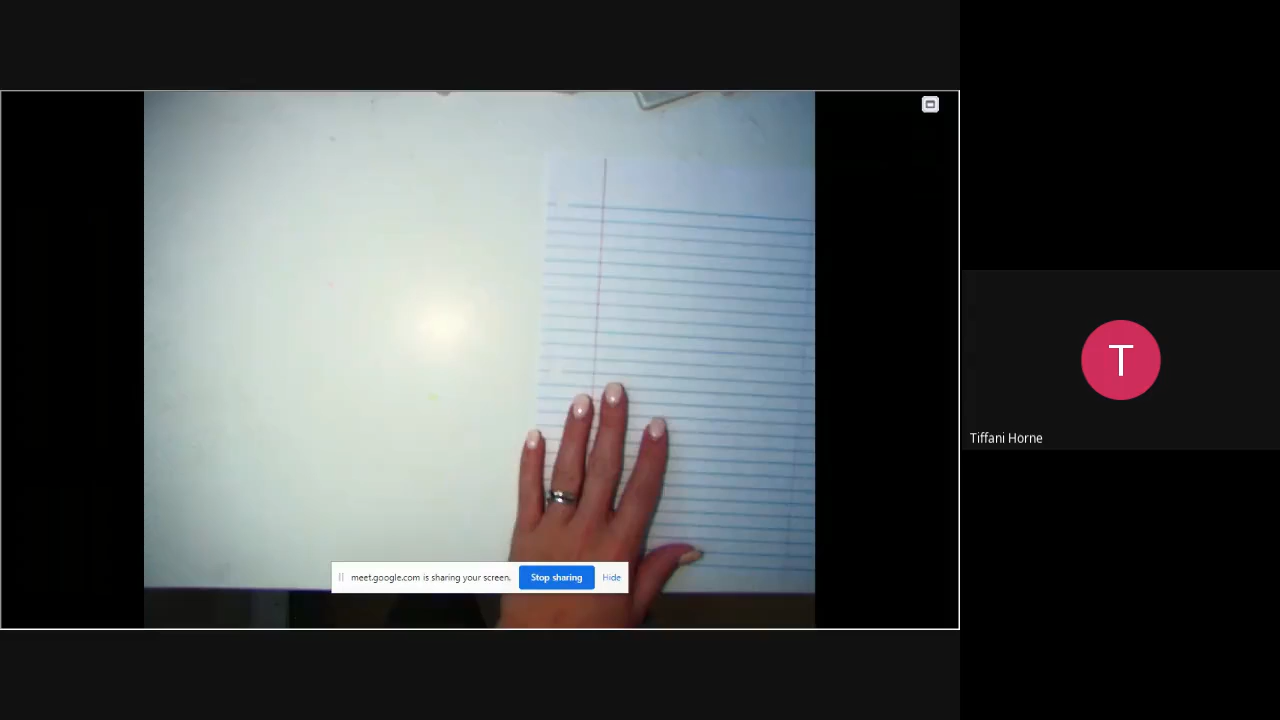 T
Tiffani Horne
meet.google.com is sharing your screen.
Stop sharing
Hide